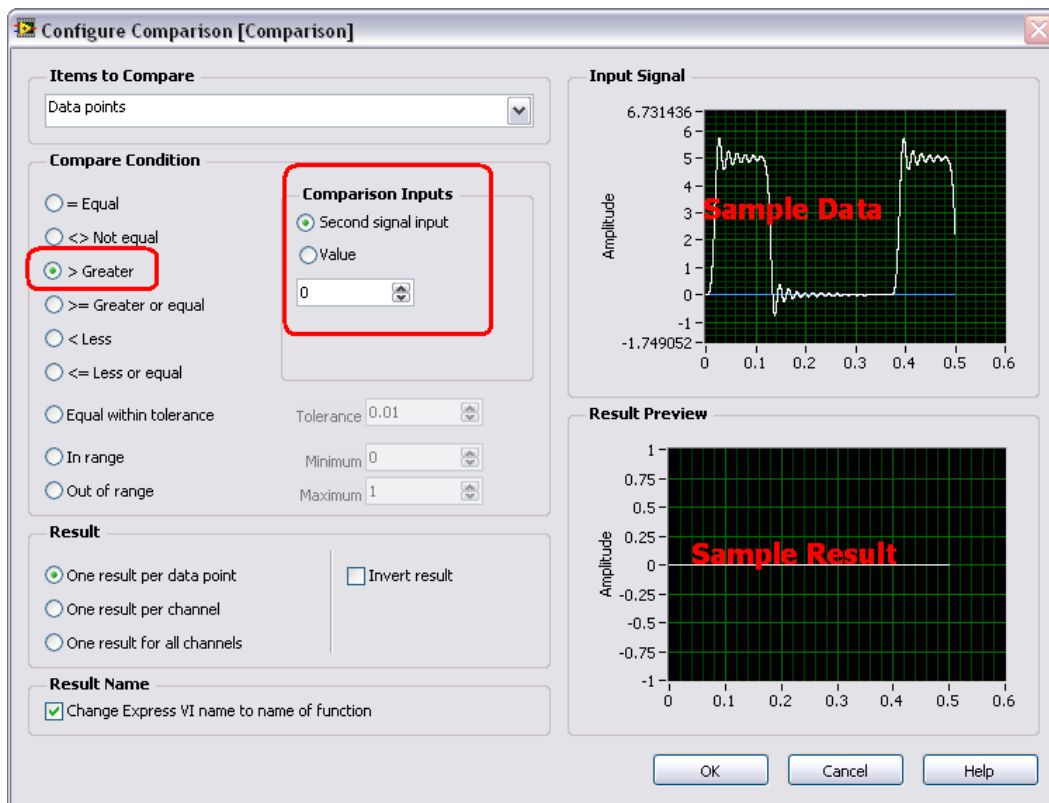 Configure Comparison [Comparison]
Items to Compare
Data points
Compare Condition
= Equal
<> Not equal
> Greater
>= Greater or equal
< Less
<= Less or equal
Equal within tolerance
In range
Out of range
Comparison Inputs
Second signal input
Value
0
Tolerance 0.01
Minimum 0
Maximum 1
Result
One result per data point
One result per channel
One result for all channels
Invert result
Result Name
Change Express VI name to name of function
Input Signal
6.731436
6
5
4
3
2
1
0
-1
-1.749052
Amplitude
Sample Data
0 0.1 0.2 0.3 0.4 0.5 0.6
Result Preview
1
0.75
0.5
0.25
0
-0.25
-0.5
-0.75
-1
Amplitude
Sample Result
0 0.1 0.2 0.3 0.4 0.5 0.6
OK Cancel Help